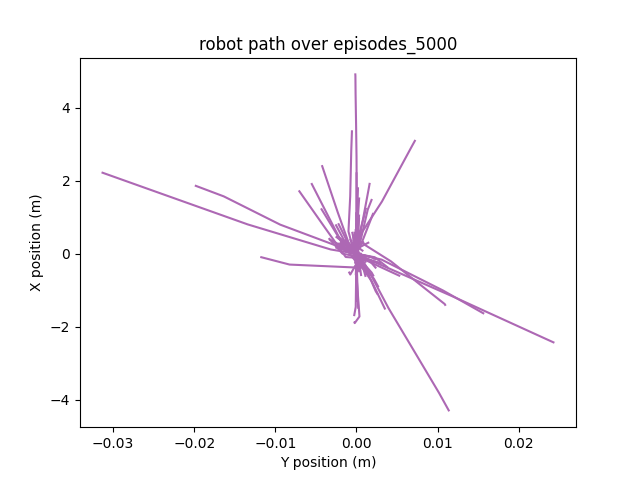 robot path over episodes_5000
X position (m)
4
2
0
−2
−4
−0.03 −0.02 −0.01 0.00 0.01 0.02
Y position (m)